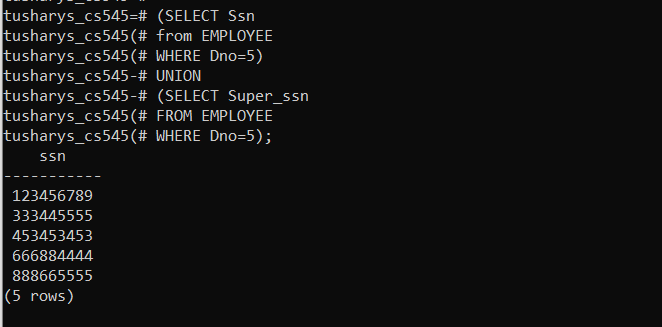 tusharys_cs545=# (SELECT Ssn
tusharys_cs545(# from EMPLOYEE
tusharys_cs545(# WHERE Dno=5)
tusharys_cs545-# UNION
tusharys_cs545-# (SELECT Super_ssn
tusharys_cs545(# FROM EMPLOYEE
tusharys_cs545(# WHERE Dno=5);
    ssn
-----------
 123456789
 333445555
 453453453
 666884444
 888665555
(5 rows)